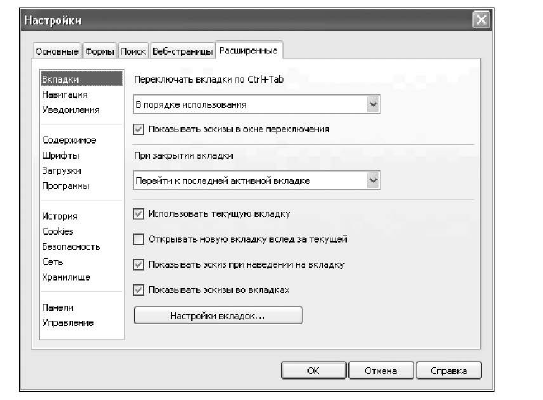 Настройки
Основные Формы Поиск Веб-страницы Расширенные
Вкладки
Навигация
Уведомления
Содержимое
Шрифты
Загрузки
Программы
История
Cookies
Безопасность
Сеть
Хранилище
Панели
Управление
Переключать вкладки по Ctrl+Tab
В порядке использования
Показывать эскизы в окне переключения
При закрытии вкладки
Перейти к последней активной вкладке
Использовать текущую вкладку
Открывать новую вкладку вслед за текущей
Показывать эскиз при наведении на вкладку
Показывать эскизы во вкладках
Настройки вкладок...
OK Отмена Справка